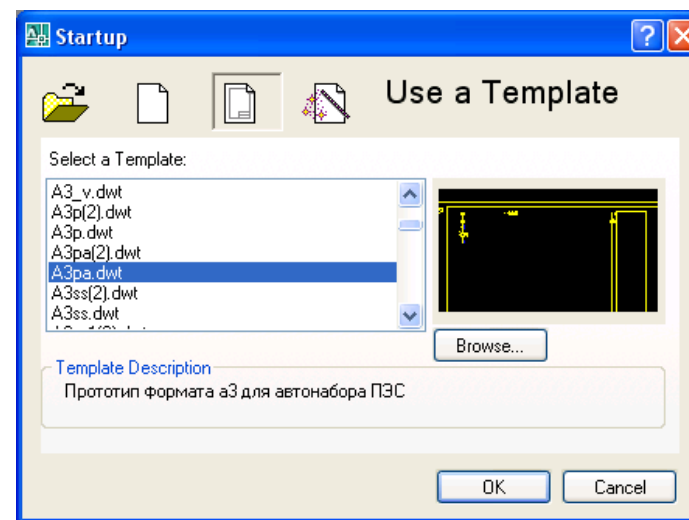 Startup
Use a Template
Select a Template:
A3_v.dwt
A3p(2).dwt
A3p.dwt
A3pa(2).dwt
A3pa.dwt
A3ss(2).dwt
A3ss.dwt
Browse...
Template Description
Прототип формата а3 для автонабора ПЭС
OK
Cancel